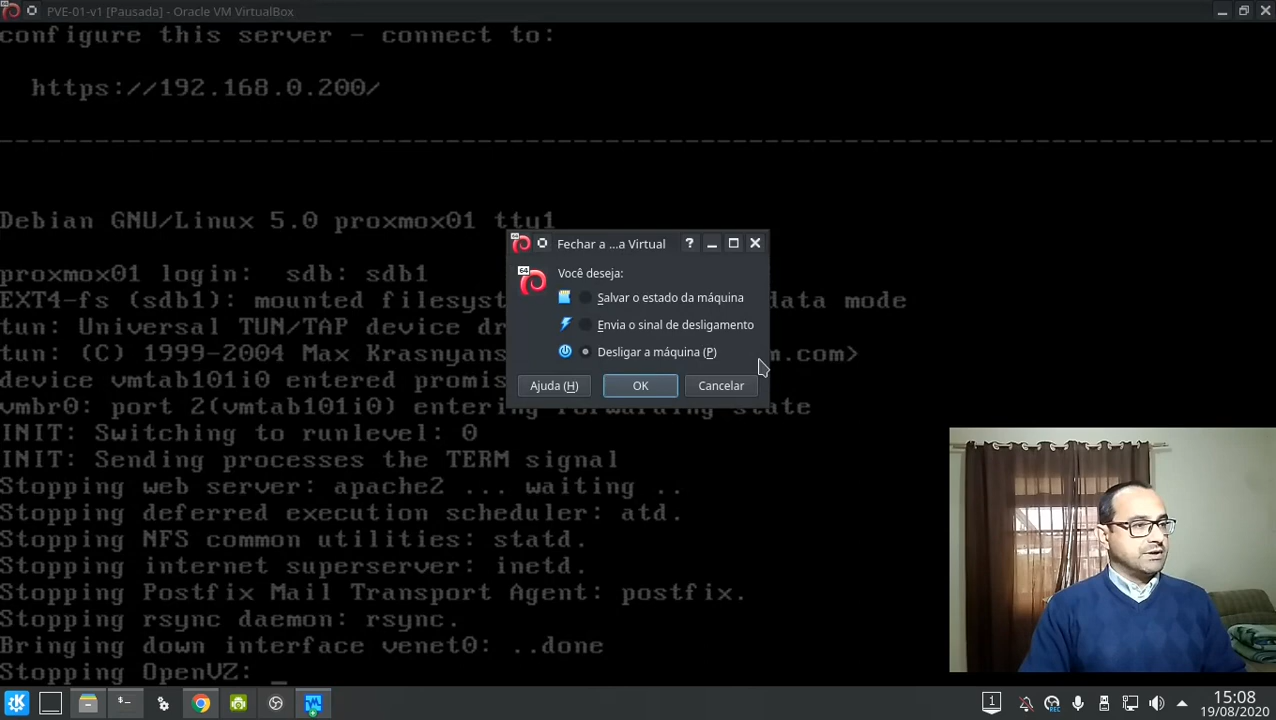 PVE-01-v1 [Pausada] - Oracle VM VirtualBox
configure this server - connect to:
https://192.168.0.200/
Debian GNU/Linux 5.0 proxmox01 tty1
proxmox01 login: sdb: sdb1
EXT4-fs (sdb1): mounted filesyst data mode
tun: Universal TUN/TAP device dr
tun: (C) 1999-2004 Max Krasnyans m.com>
device vmtab101i0 entered promis
vmbr0: port 2(vmtab101i0) entering forwarding state
INIT: Switching to runlevel: 0
INIT: Sending processes the TERM signal
Stopping web server: apache2 ... waiting ..
Stopping deferred execution scheduler: atd.
Stopping NFS common utilities: statd.
Stopping internet superserver: inetd.
Stopping Postfix Mail Transport Agent: postfix.
Stopping rsync daemon: rsync.
Bringing down interface venet0: ..done
Stopping OpenVZ: _
Fechar a ...a Virtual
64
Você deseja:
Salvar o estado da máquina
Envia o sinal de desligamento
Desligar a máquina (P)
Ajuda (H) OK Cancelar
1
REC
15:08
19/08/2020